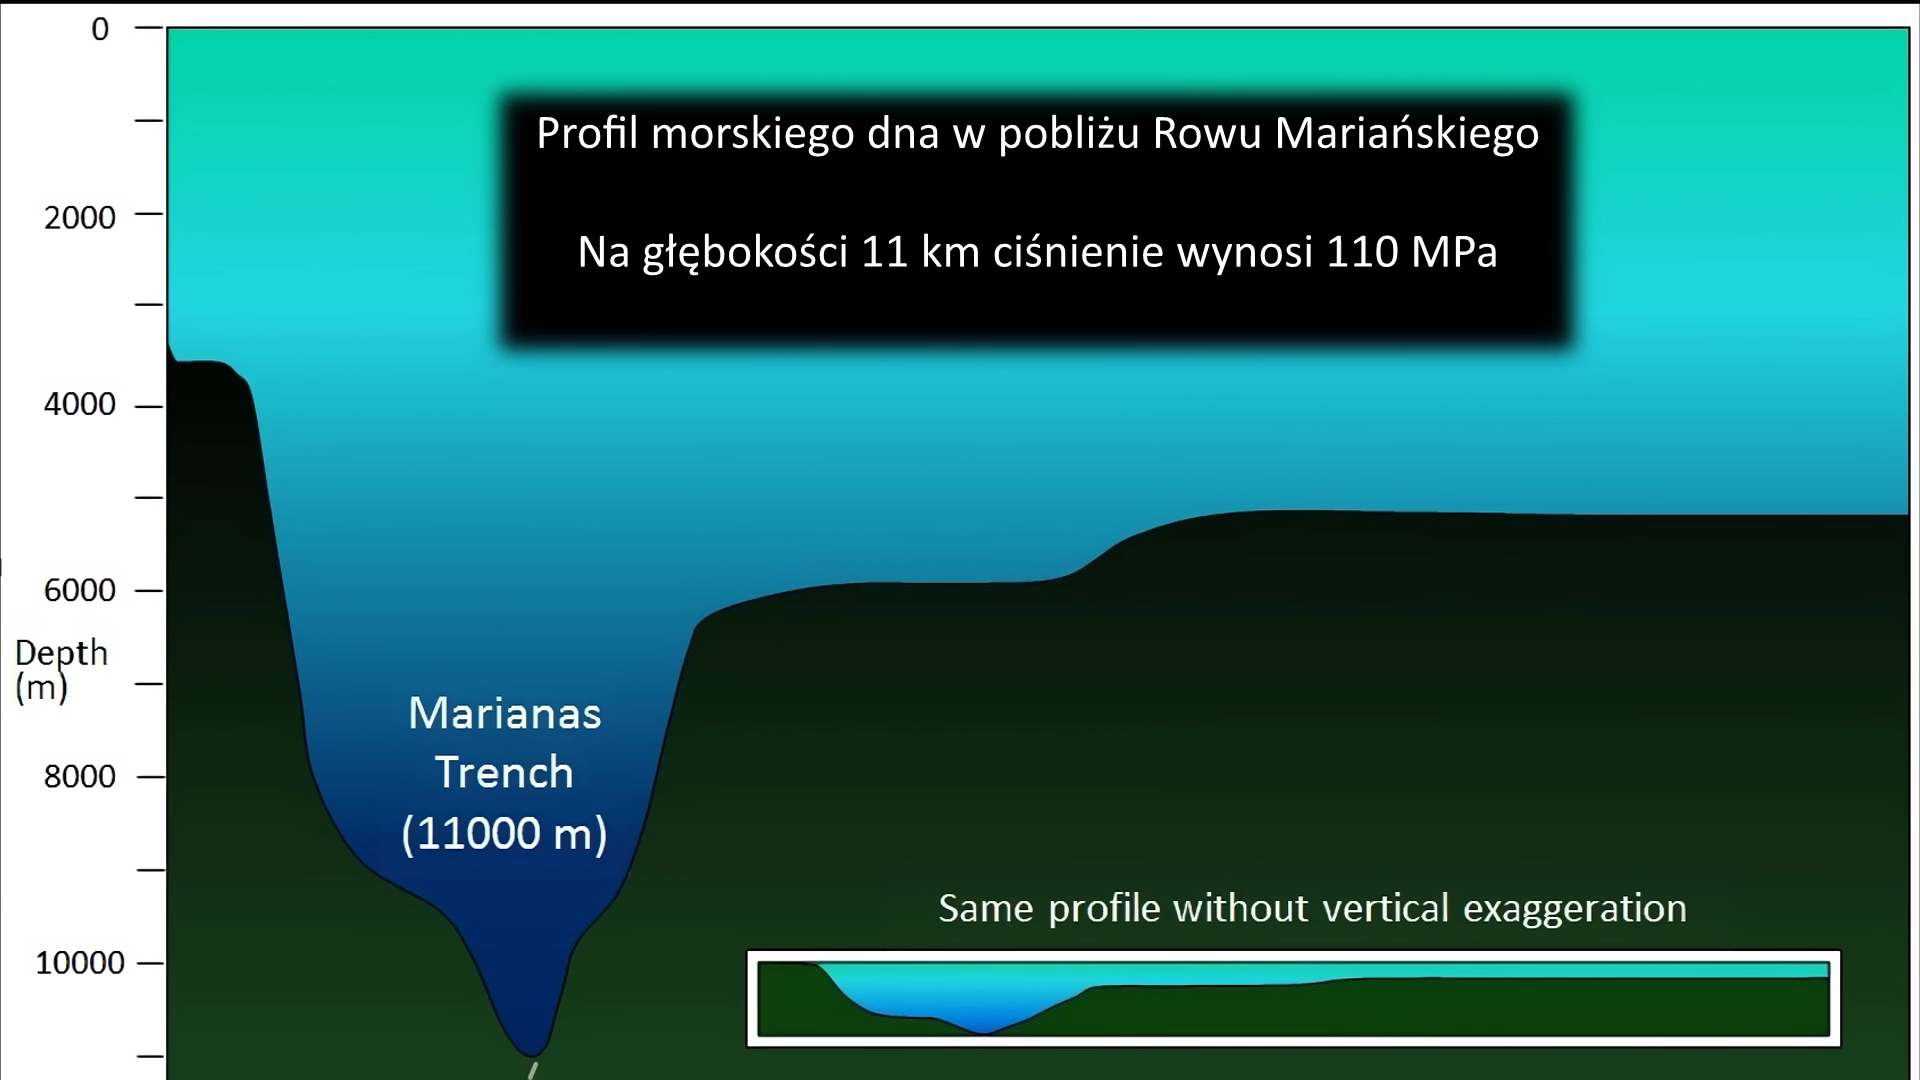 0
Profil morskiego dna w pobliżu Rowu Mariańskiego
2000
Na głębokości 11 km ciśnienie wynosi 110 MPa
4000
6000
Depth
(m)
Marianas
Trench
(11000 m)
8000
Same profile without vertical exaggeration
10000